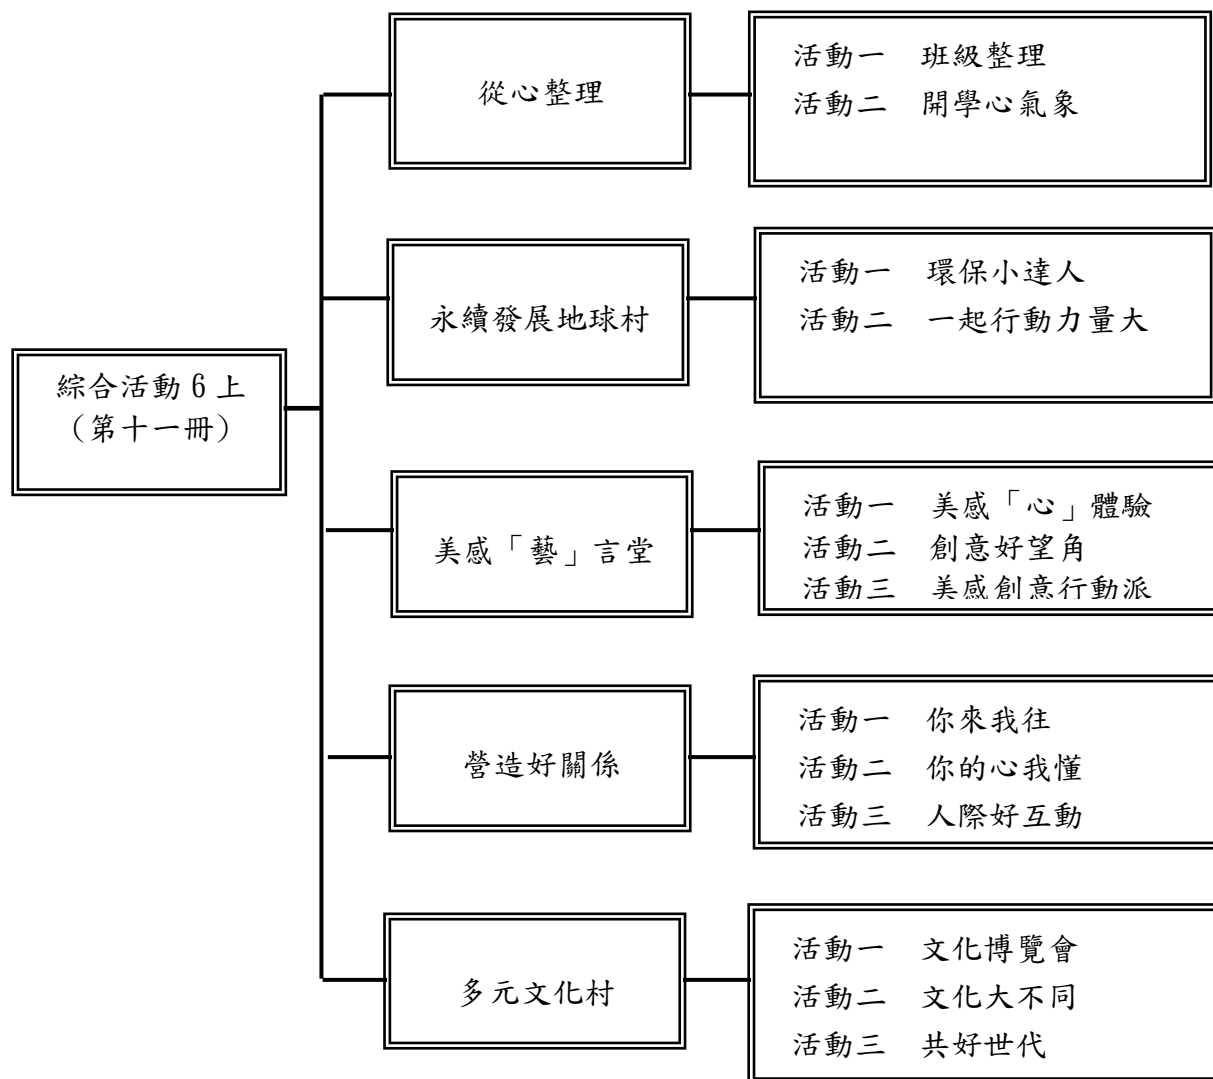 綜合活動 6 上
（第十一冊）
從心整理
活動一　班級整理
活動二　開學心氣象
永續發展地球村
活動一　環保小達人
活動二　一起行動力量大
美感「藝」言堂
活動一　美感「心」體驗
活動二　創意好望角
活動三　美感創意行動派
營造好關係
活動一　你來我往
活動二　你的心我懂
活動三　人際好互動
多元文化村
活動一　文化博覽會
活動二　文化大不同
活動三　共好世代